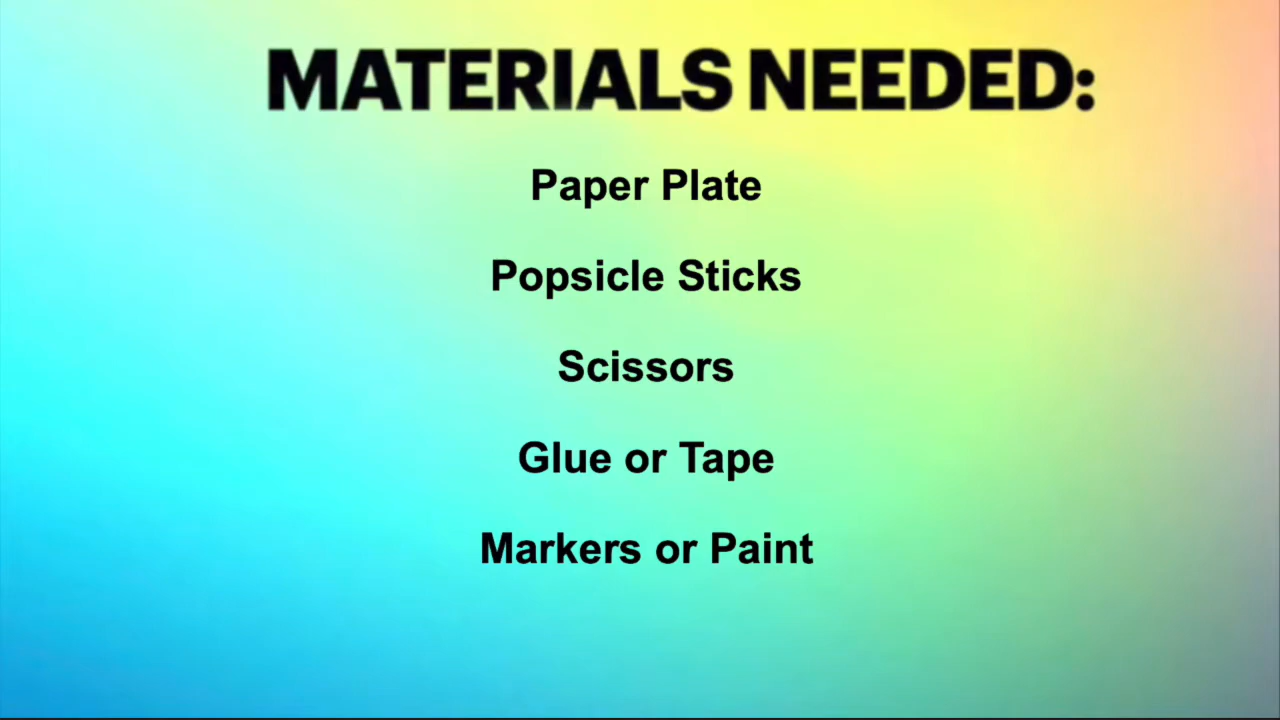 MATERIALS NEEDED:
Paper Plate
Popsicle Sticks
Scissors
Glue or Tape
Markers or Paint